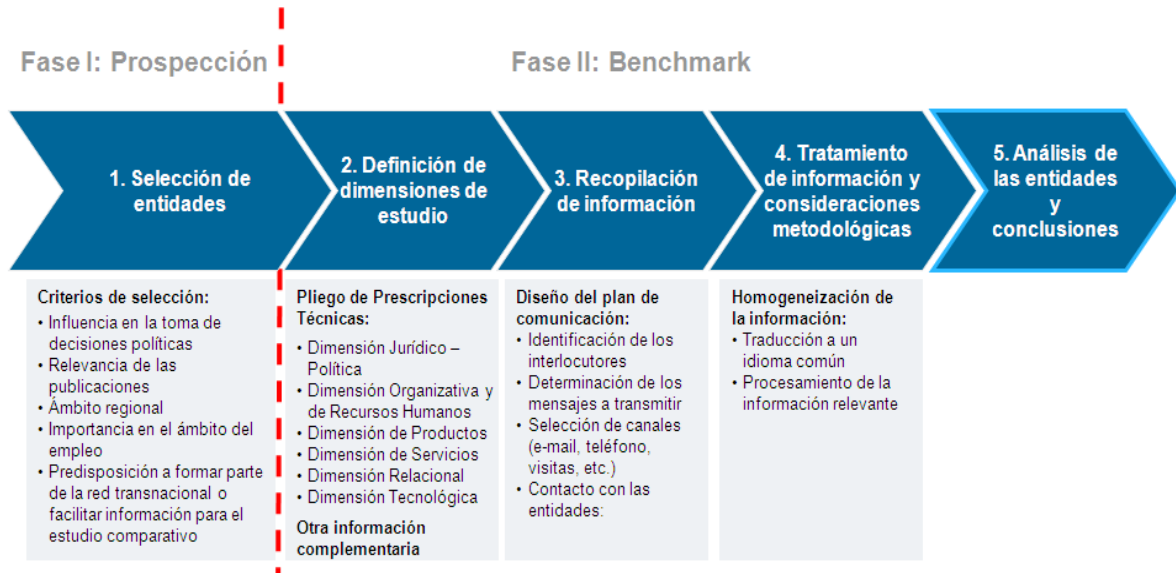 Fase I: Prospección
Fase II: Benchmark
1. Selección de
entidades
2. Definición de
dimensiones de
estudio
3. Recopilación
de información
4. Tratamiento
de información y
consideraciones
metodológicas
5. Análisis de
las entidades
y
conclusiones
Criterios de selección:
• Influencia en la toma de
decisiones políticas
• Relevancia de las
publicaciones
• Ámbito regional
• Importancia en el ámbito del
empleo
• Predisposición a formar parte
de la red transnacional o
facilitar información para el
estudio comparativo
Pliego de Prescripciones
Técnicas:
• Dimensión Jurídico –
Política
• Dimensión Organizativa y
de Recursos Humanos
• Dimensión de Productos
• Dimensión de Servicios
• Dimensión Relacional
• Dimensión Tecnológica
Otra información
complementaria
Diseño del plan de
comunicación:
• Identificación de los
interlocutores
• Determinación de los
mensajes a transmitir
• Selección de canales
(e-mail, teléfono,
visitas, etc.)
• Contacto con las
entidades:
Homogeneización de
la información:
• Traducción a un
idioma común
• Procesamiento de la
información relevante